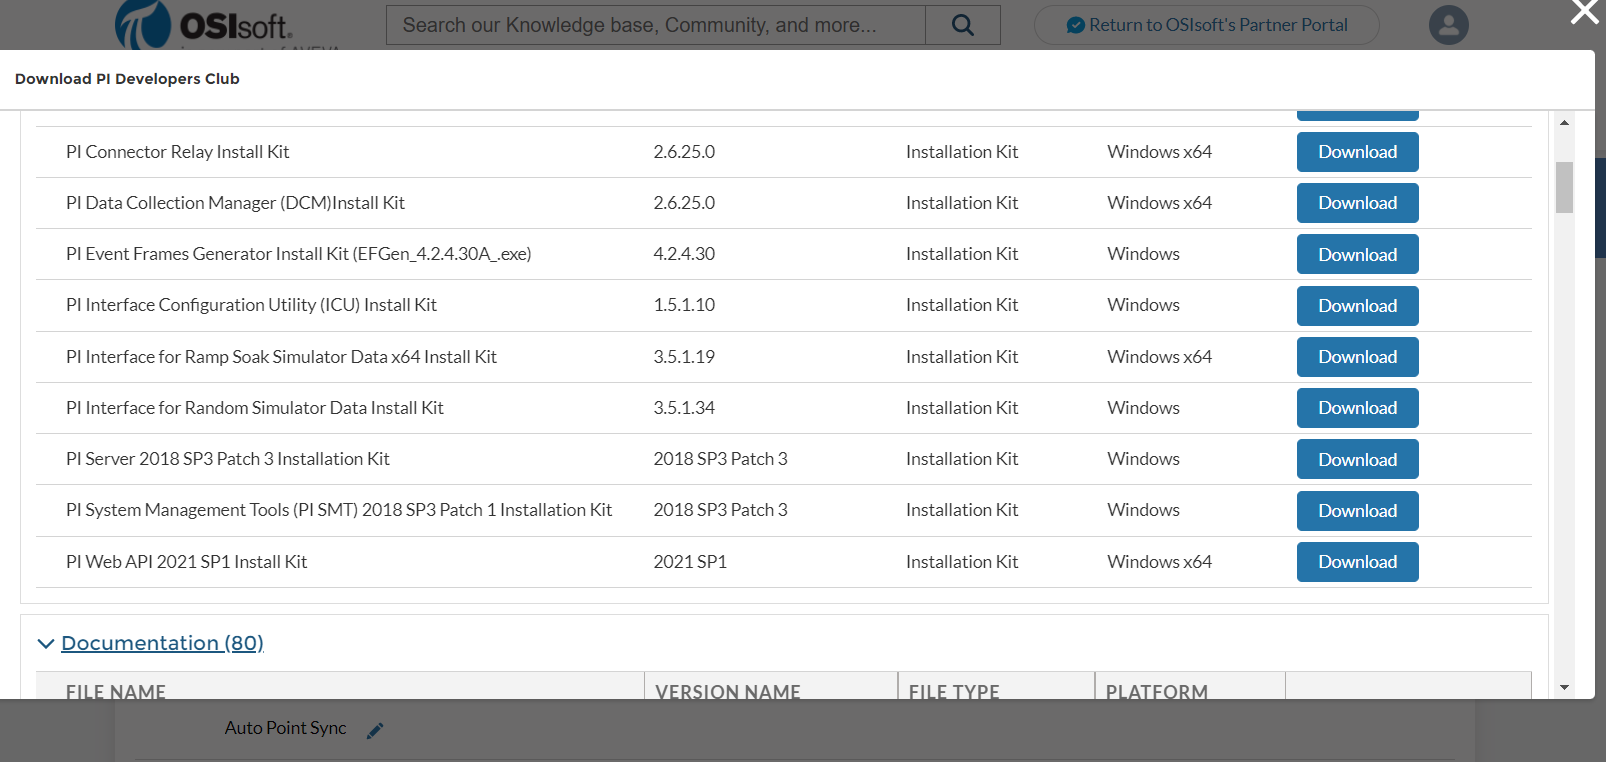 OSIsoft.
Search our Knowledge base, Community, and more...
Return to OSIsoft's Partner Portal
Download PI Developers Club
PI Connector Relay Install Kit 2.6.25.0 Installation Kit Windows x64 Download
PI Data Collection Manager (DCM)Install Kit 2.6.25.0 Installation Kit Windows x64 Download
PI Event Frames Generator Install Kit (EFGen_4.2.4.30A_.exe) 4.2.4.30 Installation Kit Windows Download
PI Interface Configuration Utility (ICU) Install Kit 1.5.1.10 Installation Kit Windows Download
PI Interface for Ramp Soak Simulator Data x64 Install Kit 3.5.1.19 Installation Kit Windows x64 Download
PI Interface for Random Simulator Data Install Kit 3.5.1.34 Installation Kit Windows Download
PI Server 2018 SP3 Patch 3 Installation Kit 2018 SP3 Patch 3 Installation Kit Windows Download
PI System Management Tools (PI SMT) 2018 SP3 Patch 1 Installation Kit 2018 SP3 Patch 3 Installation Kit Windows Download
PI Web API 2021 SP1 Install Kit 2021 SP1 Installation Kit Windows x64 Download
Documentation (80)
FILE NAME VERSION NAME FILE TYPE PLATFORM
Auto Point Sync